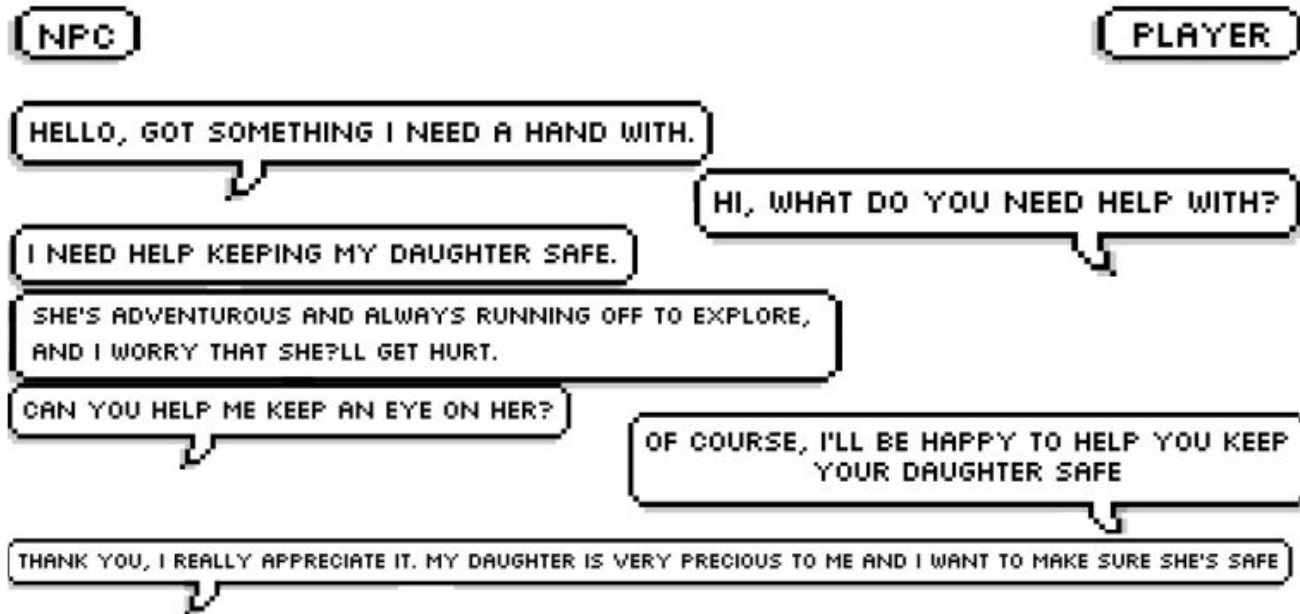 NPC
PLAYER
HELLO, GOT SOMETHING I NEED A HAND WITH.
HI, WHAT DO YOU NEED HELP WITH?
I NEED HELP KEEPING MY DAUGHTER SAFE.
SHE'S ADVENTUROUS AND ALWAYS RUNNING OFF TO EXPLORE,
AND I WORRY THAT SHE?LL GET HURT.
CAN YOU HELP ME KEEP AN EYE ON HER?
OF COURSE, I'LL BE HAPPY TO HELP YOU KEEP
YOUR DAUGHTER SAFE
THANK YOU, I REALLY APPRECIATE IT. MY DAUGHTER IS VERY PRECIOUS TO ME AND I WANT TO MAKE SURE SHE'S SAFE